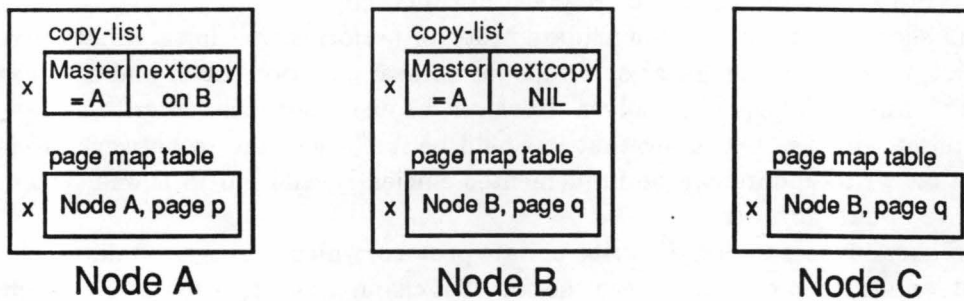 copy-list
x
Master = A
nextcopy on B
page map table
x
Node A, page p
Node A
copy-list
x
Master = A
nextcopy NIL
page map table
x
Node B, page q
Node B
page map table
x
Node B, page q
Node C